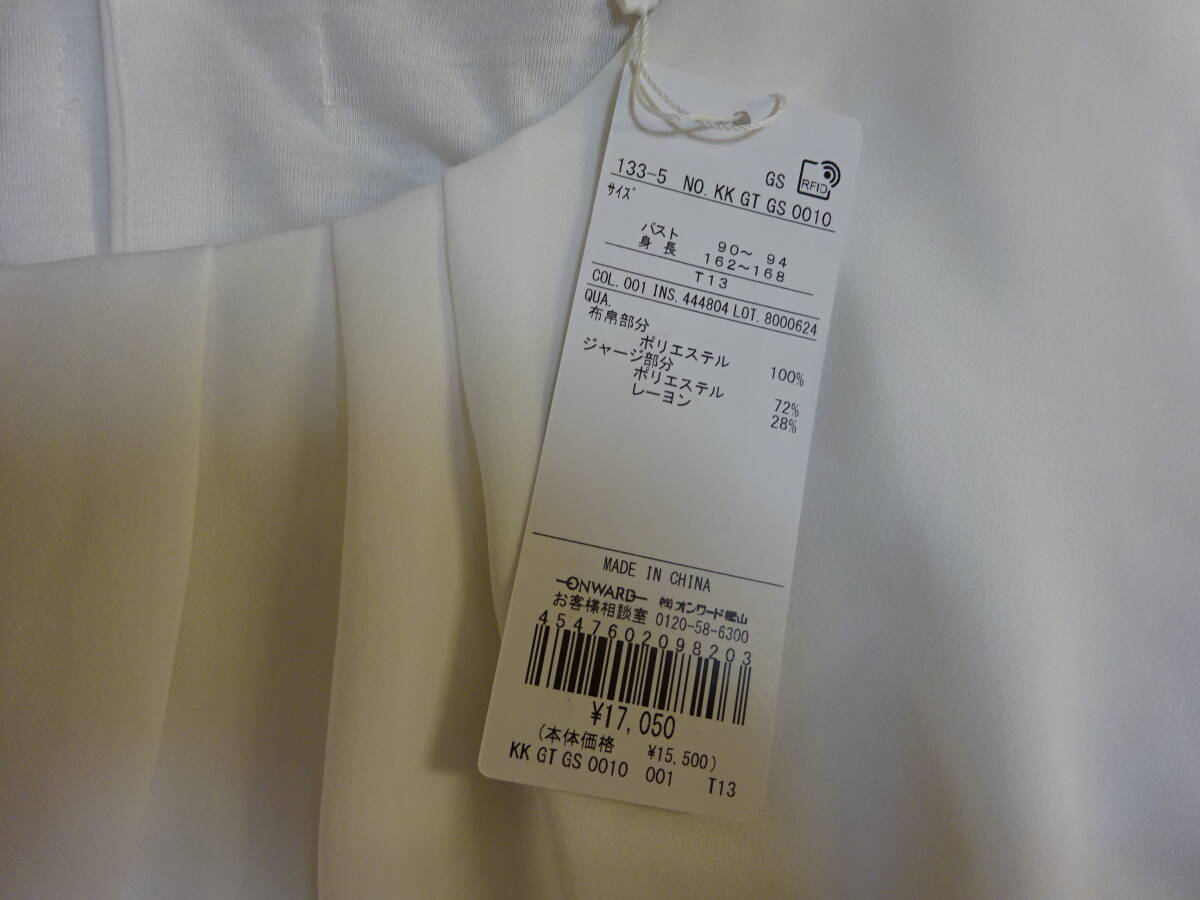 GS RFID
133-5 NO. KK GT GS 0010
サイズ
バスト 90～ 94
身長 162～168
T13
COL. 001 INS. 444804 LOT. 8000624
QUA.
布帛部分
ポリエステル 100%
ジャージ部分
ポリエステル 72%
レーヨン 28%
MADE IN CHINA
ONWARD ㈱オンワード樫山
お客様相談室 0120-58-6300
4547602098203
¥17,050
(本体価格 ¥15,500)
KK GT GS 0010 001 T13